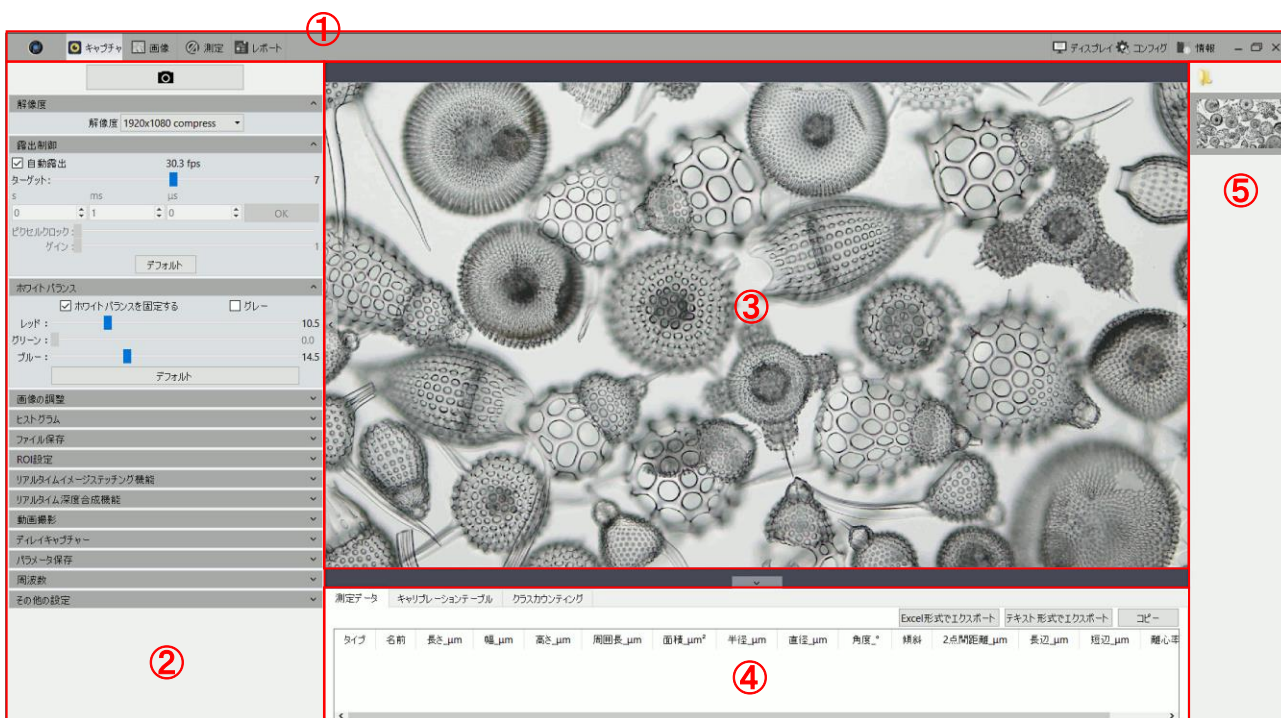 ①
キャプチャ 画像 測定 レポート ディスプレイ コンフィグ 情報
解像度
解像度 1920x1080 compress
露出制御
自動露出 30.3 fps
ターゲット: 7
s ms μs
0 1 0 OK
ピクセルクロック:
ゲイン: 1
デフォルト
ホワイトバランス
ホワイトバランスを固定する グレー
レッド: 10.5
グリーン: 0.0
ブルー: 14.5
デフォルト
画像の調整
ヒストグラム
ファイル保存
ROI設定
リアルタイムイメージステッチング機能
リアルタイム深度合成機能
動画撮影
ディレイキャプチャー
パラメータ保存
周波数
その他の設定
②
③
測定データ キャリブレーションテーブル クラスカウンティング
Excel形式でエクスポート テキスト形式でエクスポート コピー
タイプ 名前 長さ_μm 幅_μm 高さ_μm 周囲長_μm 面積_μm² 半径_μm 直径_μm 角度_° 傾斜 2点間距離_μm 長辺_μm 短辺_μm 離心率
④
⑤